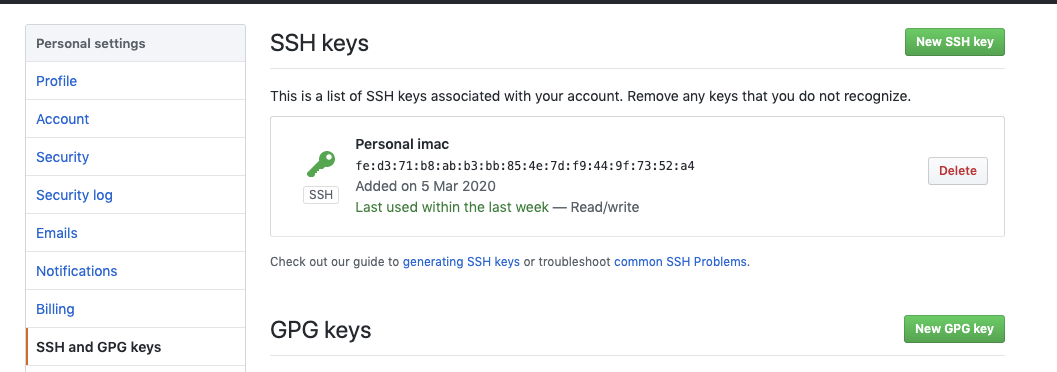 Personal settings
Profile
Account
Security
Security log
Emails
Notifications
Billing
SSH and GPG keys
SSH keys
New SSH key
This is a list of SSH keys associated with your account. Remove any keys that you do not recognize.
SSH
Personal imac
fe:d3:71:b8:ab:b3:bb:85:4e:7d:f9:44:9f:73:52:a4
Added on 5 Mar 2020
Last used within the last week — Read/write
Delete
Check out our guide to generating SSH keys or troubleshoot common SSH Problems.
GPG keys
New GPG key